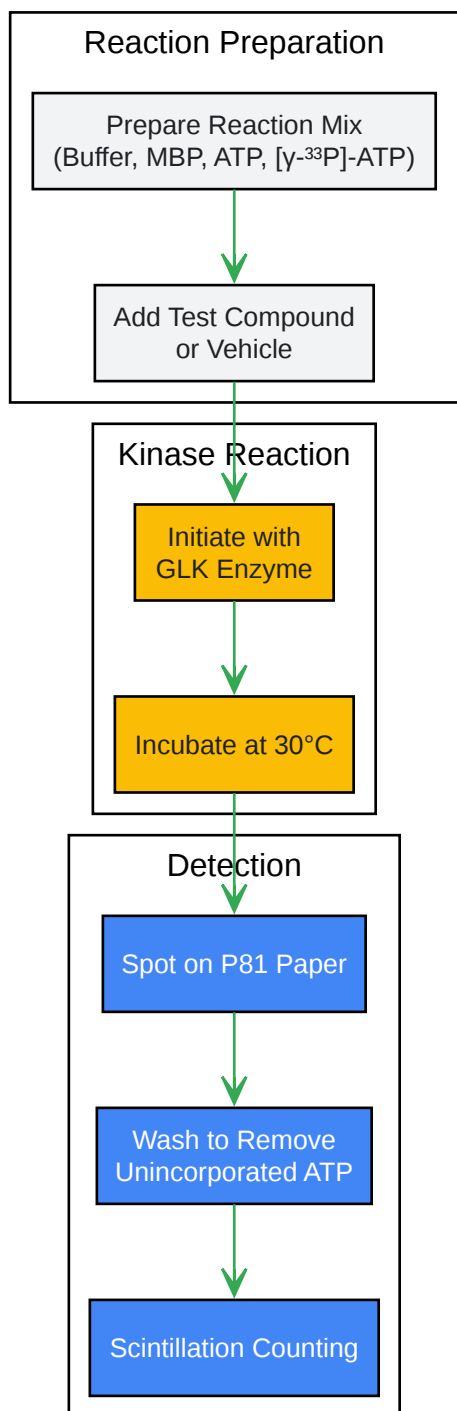 Reaction Preparation
Prepare Reaction Mix
(Buffer, MBP, ATP, [γ-³³P]-ATP)
Add Test Compound
or Vehicle
Kinase Reaction
Initiate with
GLK Enzyme
Incubate at 30°C
Detection
Spot on P81 Paper
Wash to Remove
Unincorporated ATP
Scintillation Counting